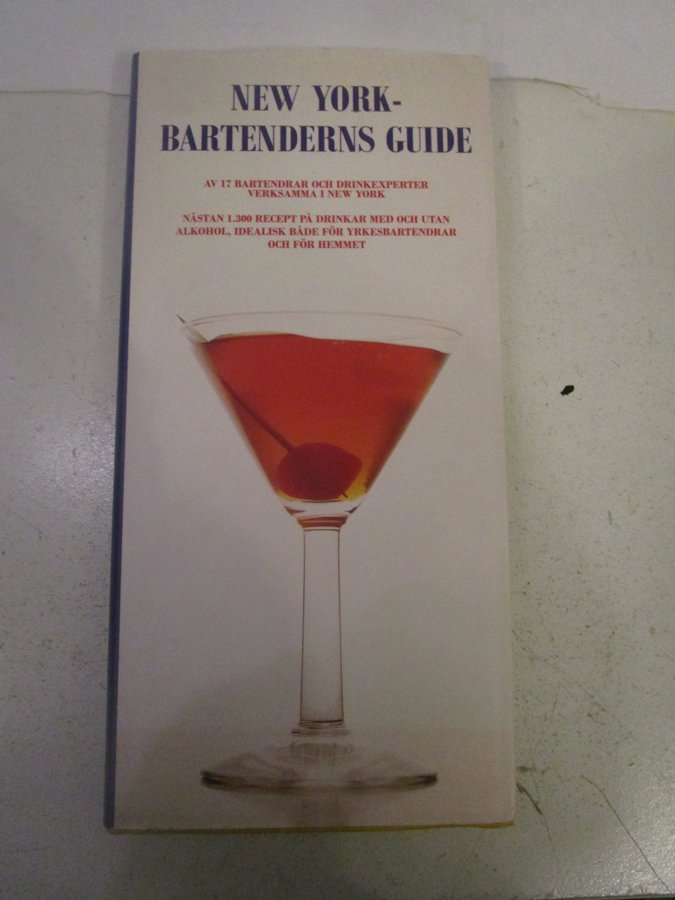 NEW YORK-
BARTENDERNS GUIDE
AV 17 BARTENDRAR OCH DRINKEXPERTER
VERKSAMMA I NEW YORK
NÄSTAN 1.300 RECEPT PÅ DRINKAR MED OCH UTAN
ALKOHOL, IDEALISK BÅDE FÖR YRKESBARTENDRAR
OCH FÖR HEMMET